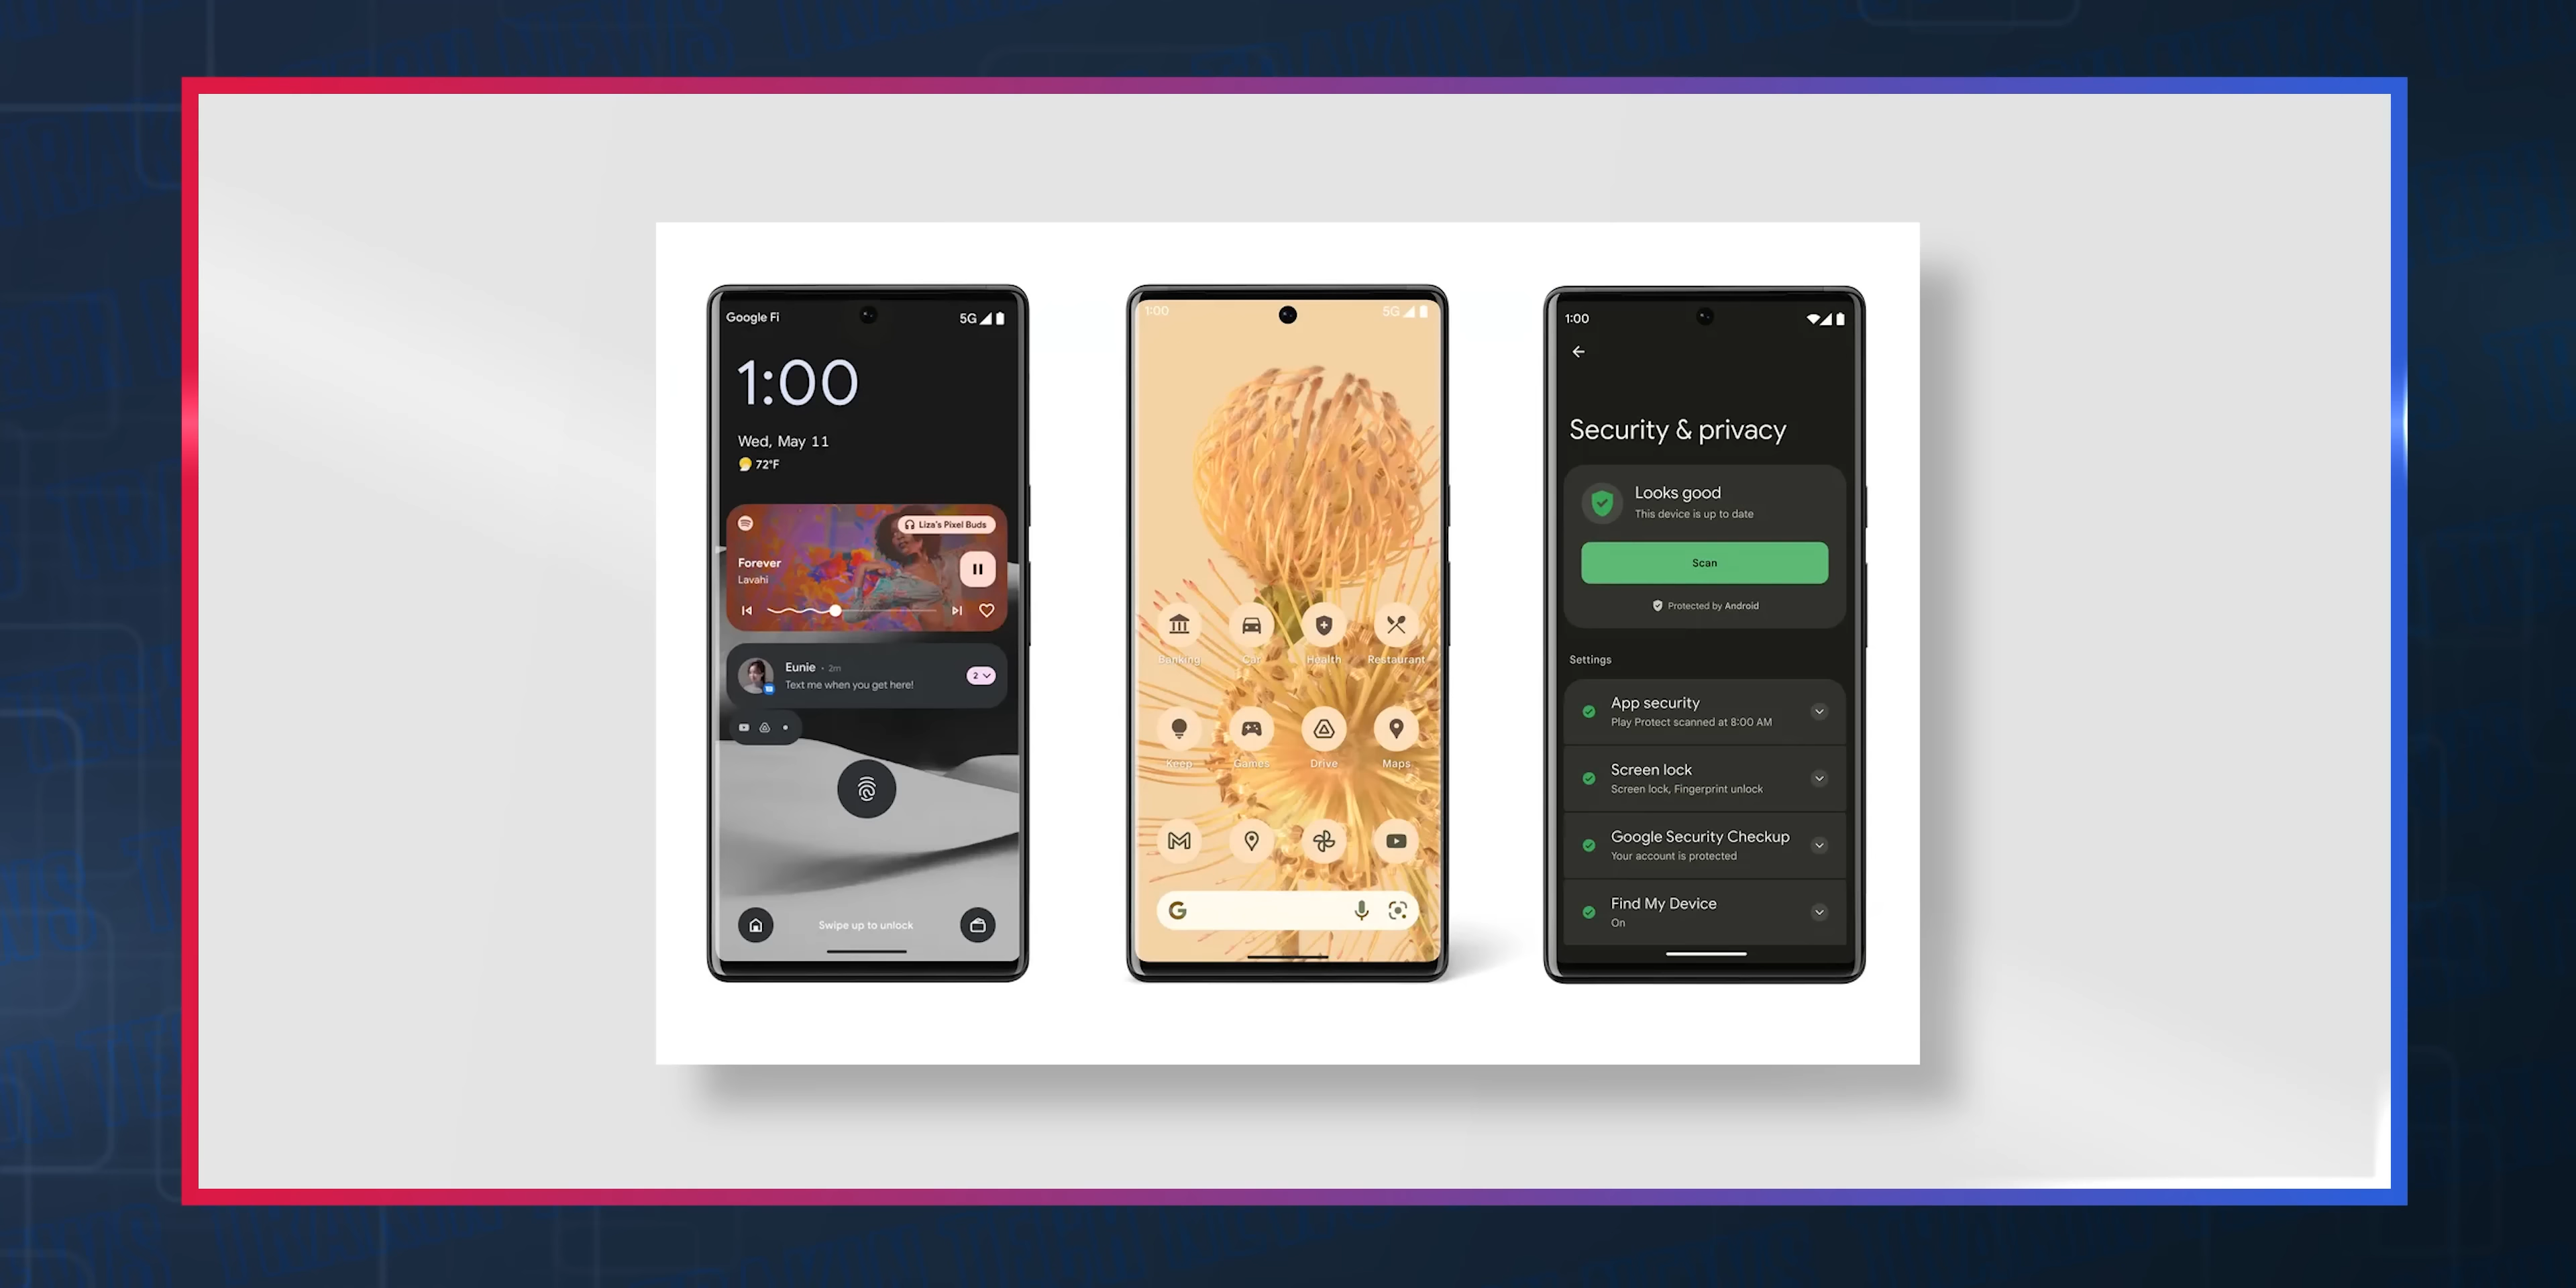 Google Fi
5G
1:00
Wed, May 11
72°F
Liza's Pixel Buds
Forever
Lavahi
Eunie · 2m
Text me when you get here!
2
Swipe up to unlock
1:00
5G
Banking
Car
Health
Restaurant
Keep
Games
Drive
Maps
G
1:00
Security & privacy
Looks good
This device is up to date
Scan
Protected by Android
Settings
App security
Play Protect scanned at 8:00 AM
Screen lock
Screen lock, Fingerprint unlock
Google Security Checkup
Your account is protected
Find My Device
On